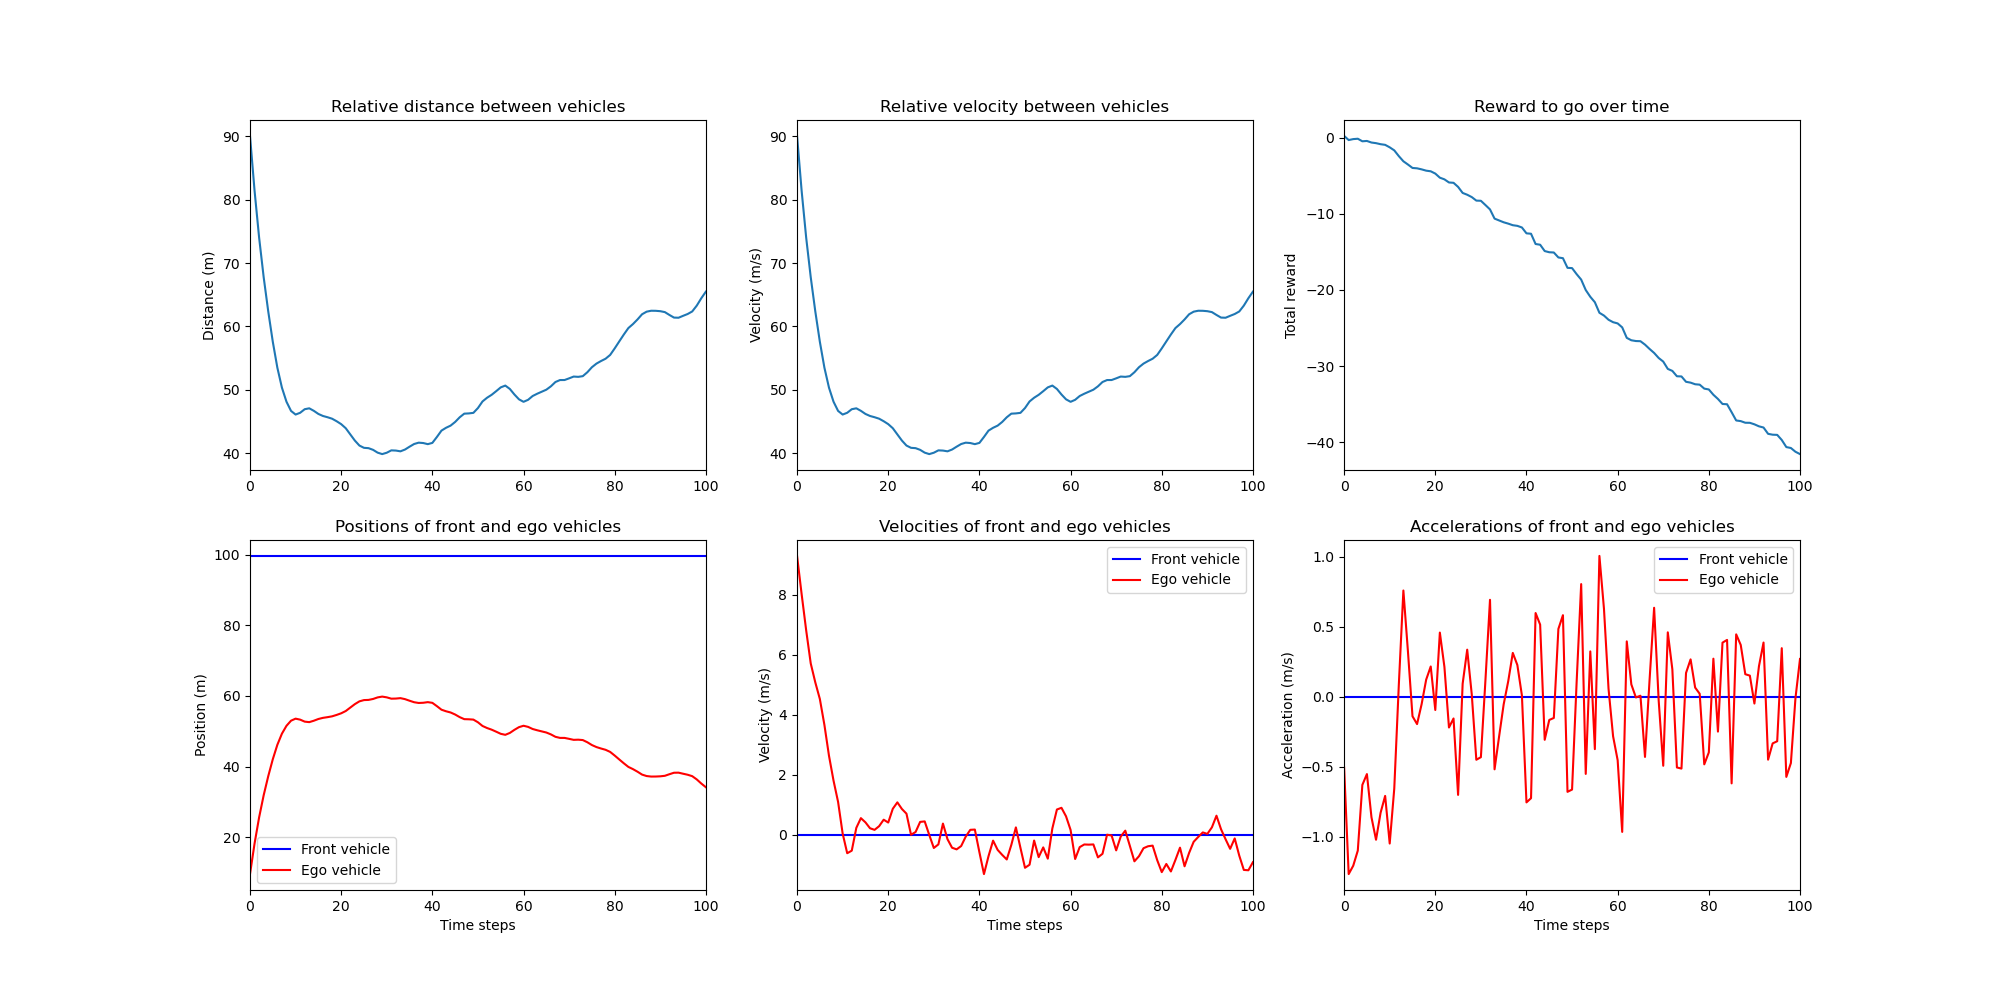 Relative distance between vehicles
Distance (m)
90
80
70
60
50
40
0 20 40 60 80 100
Relative velocity between vehicles
Velocity (m/s)
90
80
70
60
50
40
0 20 40 60 80 100
Reward to go over time
Total reward
0
−10
−20
−30
−40
0 20 40 60 80 100
Positions of front and ego vehicles
Position (m)
100
80
60
40
20
Front vehicle
Ego vehicle
0 20 40 60 80 100
Time steps
Velocities of front and ego vehicles
Velocity (m/s)
8
6
4
2
0
Front vehicle
Ego vehicle
0 20 40 60 80 100
Time steps
Accelerations of front and ego vehicles
Acceleration (m/s)
1.0
0.5
0.0
−0.5
−1.0
Front vehicle
Ego vehicle
0 20 40 60 80 100
Time steps